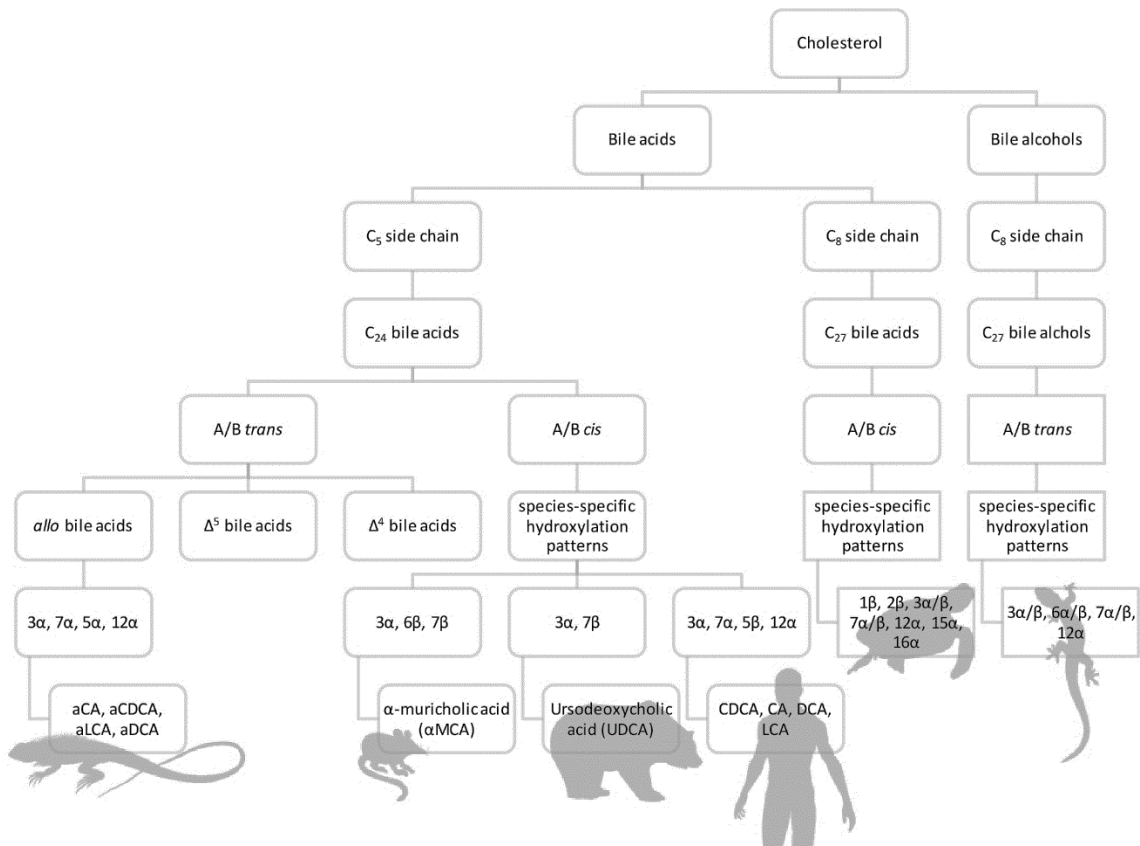 Cholesterol
Bile acids
Bile alcohols
C₅ side chain
C₈ side chain
C₈ side chain
C₂₄ bile acids
C₂₇ bile acids
C₂₇ bile alchols
A/B trans
A/B cis
A/B cis
A/B trans
allo bile acids
Δ⁵ bile acids
Δ⁴ bile acids
species-specific
hydroxylation
patterns
species-specific
hydroxylation
patterns
species-specific
hydroxylation
patterns
3α, 7α, 5α, 12α
3α, 6β, 7β
3α, 7β
3α, 7α, 5β, 12α
1β, 2β, 3α/β,
7α/β, 12α, 15α,
16α
3α/β, 6α/β, 7α/β,
12α
aCA, aCDCA,
aLCA, aDCA
α-muricholic acid
(αMCA)
Ursodeoxycholic
acid (UDCA)
CDCA, CA, DCA,
LCA